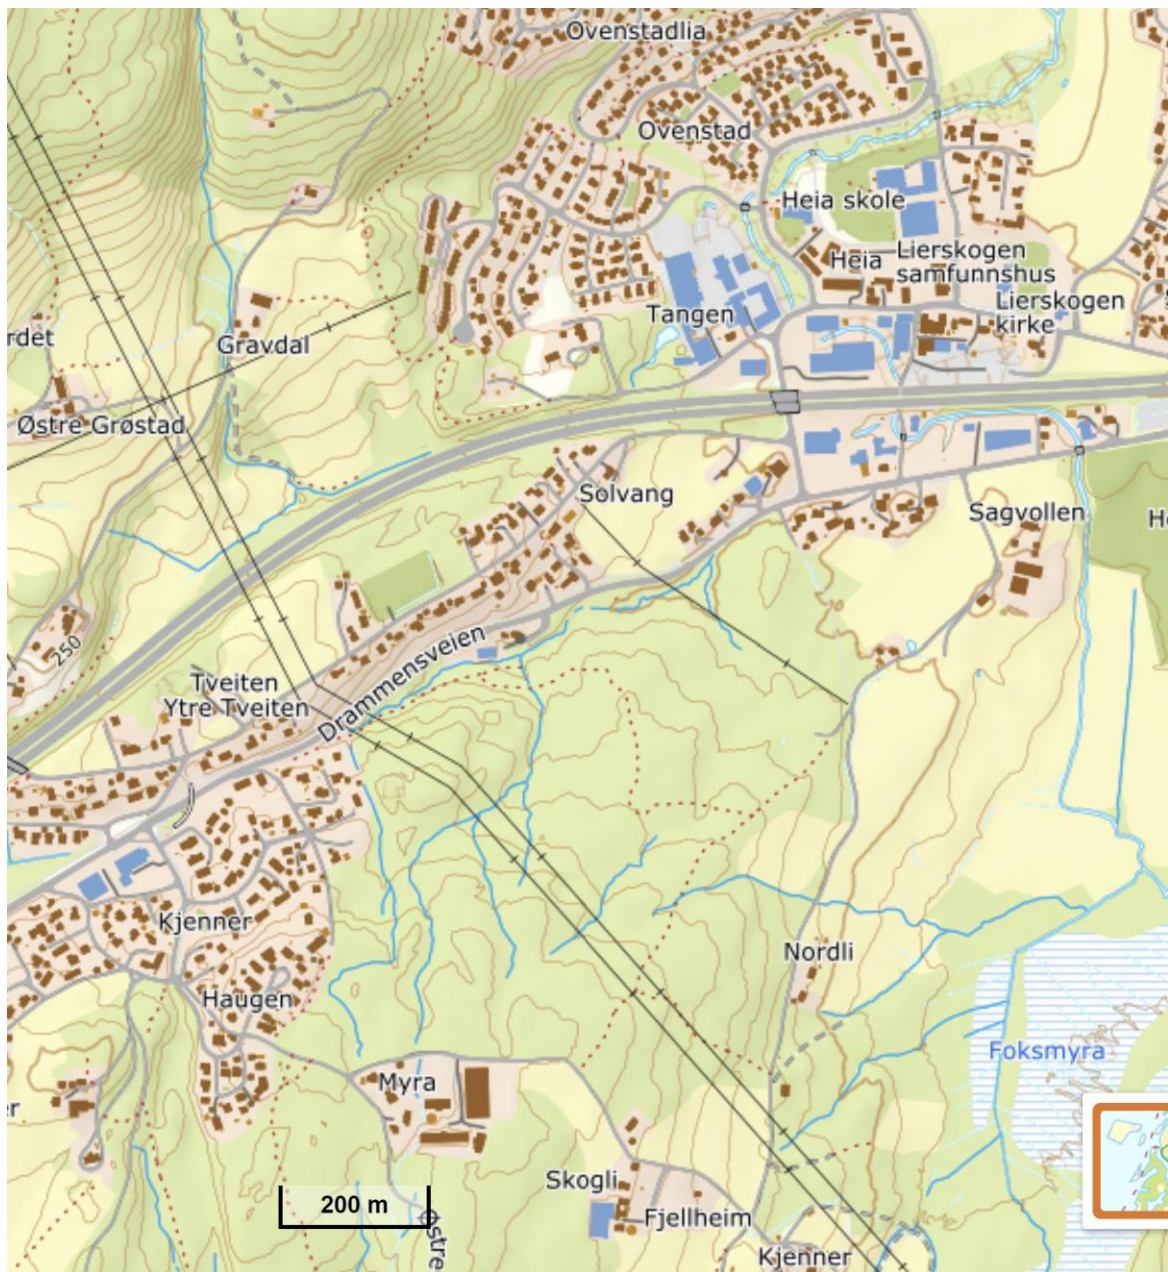 Ovenstadlia
Ovenstad
Heia skole
Lierskogen
samfunnshus
Heia
Lierskogen
kirke
Tangen
rdet
Gravdal
Østre Grøstad
Solvang
Sagvollen
250
Tveiten
Ytre Tveiten
Drammensveien
Kjenner
Nordli
Haugen
Foksmyra
Myra
Skogli
200 m
Østre
Fjellheim
Kjenner